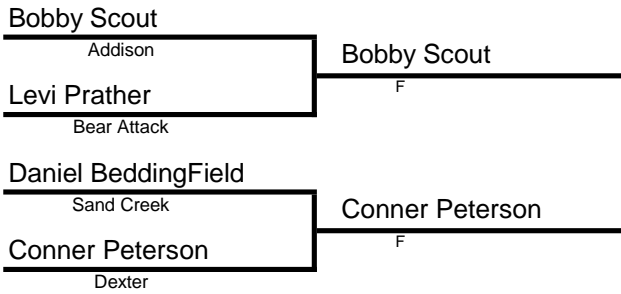 Bobby Scout
Addison
Bobby Scout
F
Levi Prather
Bear Attack
Daniel BeddingField
Sand Creek
Conner Peterson
F
Conner Peterson
Dexter